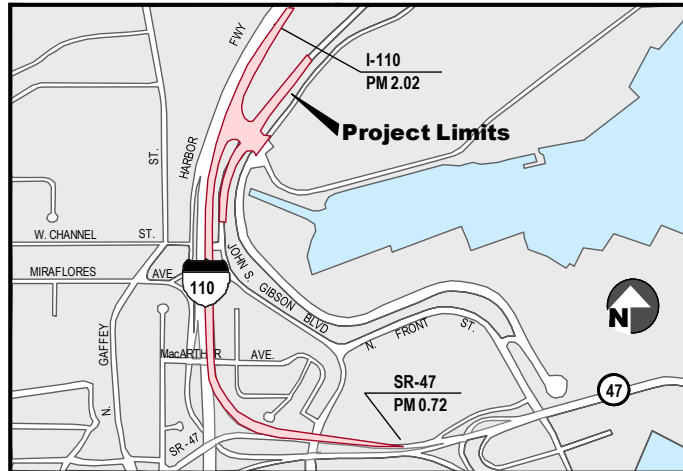 FWY
I-110
PM 2.02
Project Limits
HARBOR
ST.
W. CHANNEL ST.
MIRAFLORES AVE
110
JOHN S. GIBSON BLVD
N. FRONT ST.
N
N. GAFFEY
MacARTHUR AVE.
SR-47
PM 0.72
47
SR-47